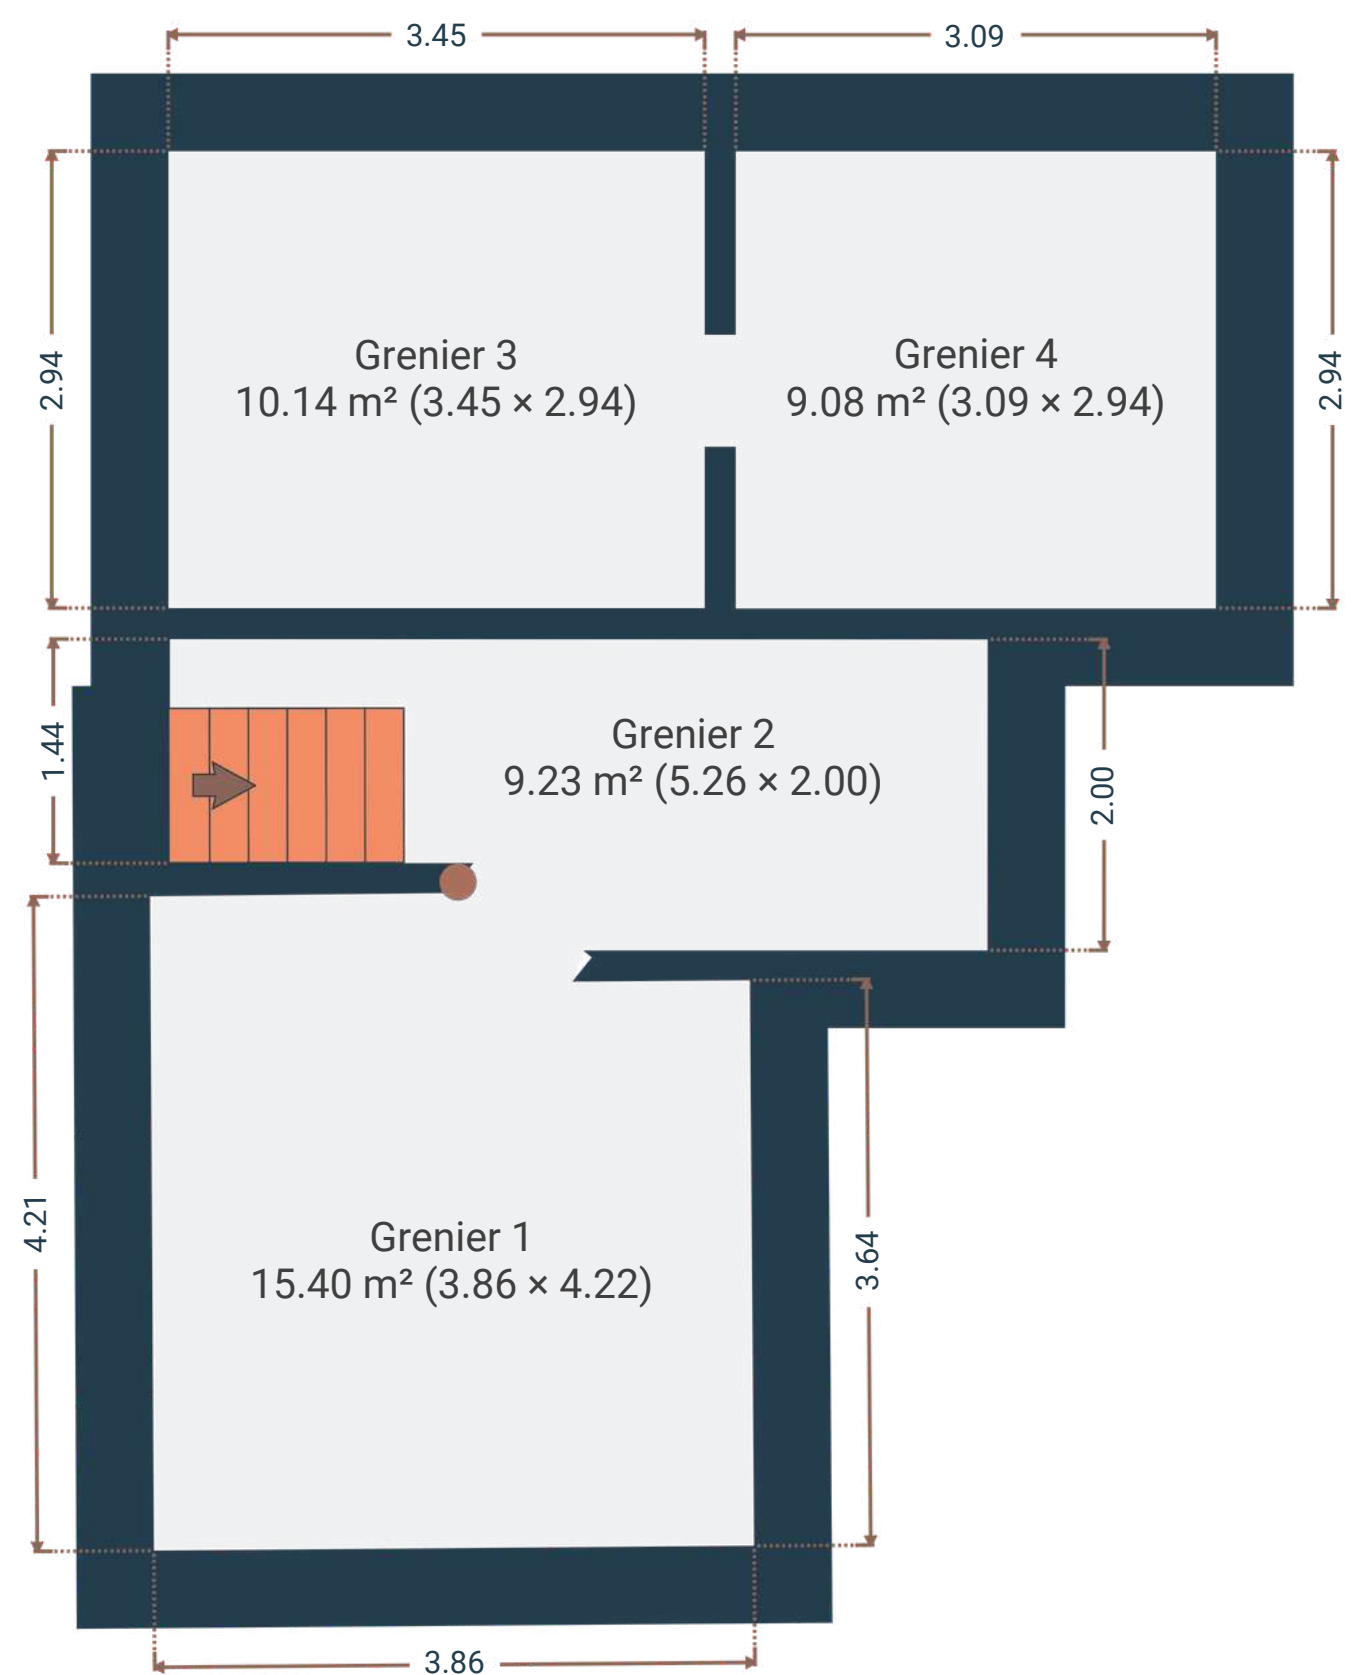 3.45
3.09
2.94
Grenier 3
10.14 m² (3.45 × 2.94)
Grenier 4
9.08 m² (3.09 × 2.94)
2.94
1.44
Grenier 2
9.23 m² (5.26 × 2.00)
2.00
4.21
Grenier 1
15.40 m² (3.86 × 4.22)
3.64
3.86